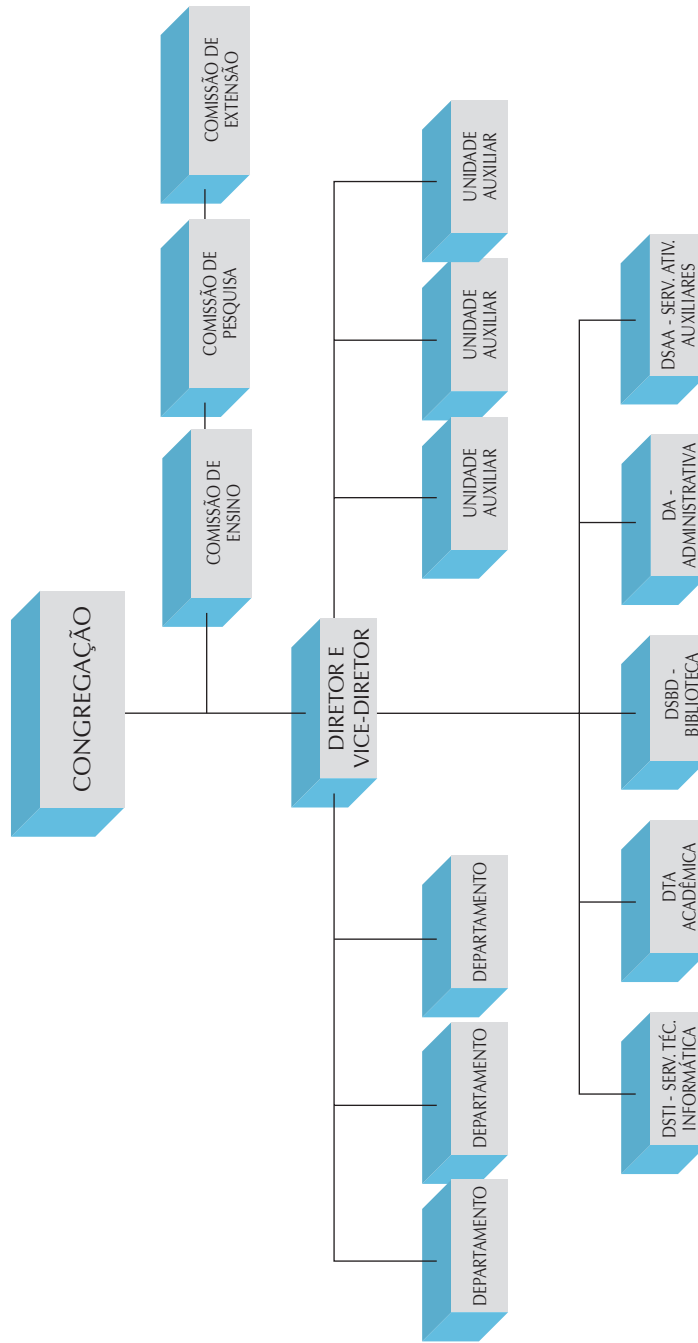 CONGREGAÇÃO
COMISSÃO DE
ENSINO
COMISSÃO DE
PESQUISA
COMISSÃO DE
EXTENSÃO
DIRETOR E
VICE-DIRETOR
DEPARTAMENTO
DEPARTAMENTO
DEPARTAMENTO
UNIDADE
AUXILIAR
UNIDADE
AUXILIAR
UNIDADE
AUXILIAR
DSTI - SERV. TÉC.
INFORMÁTICA
DTA
ACADÊMICA
DSBD -
BIBLIOTECA
DA -
ADMINISTRATIVA
DSAA - SERV. ATIV.
AUXILIARES